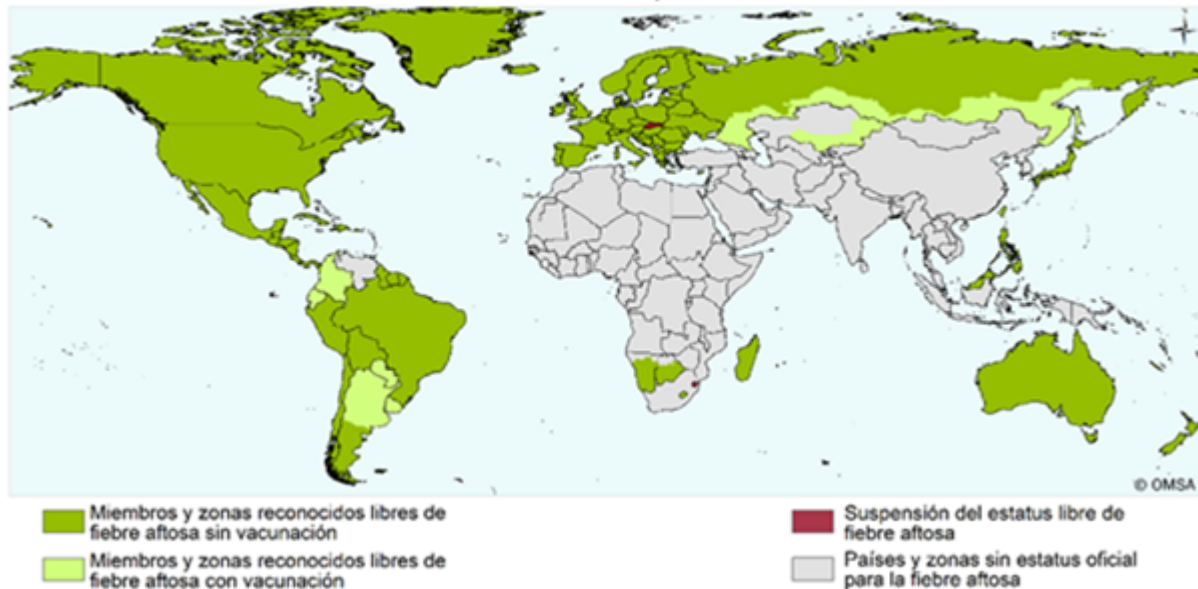 © OMSA
Miembros y zonas reconocidos libres de
fiebre aftosa sin vacunación
Miembros y zonas reconocidos libres de
fiebre aftosa con vacunación
Suspensión del estatus libre de
fiebre aftosa
Países y zonas sin estatus oficial
para la fiebre aftosa